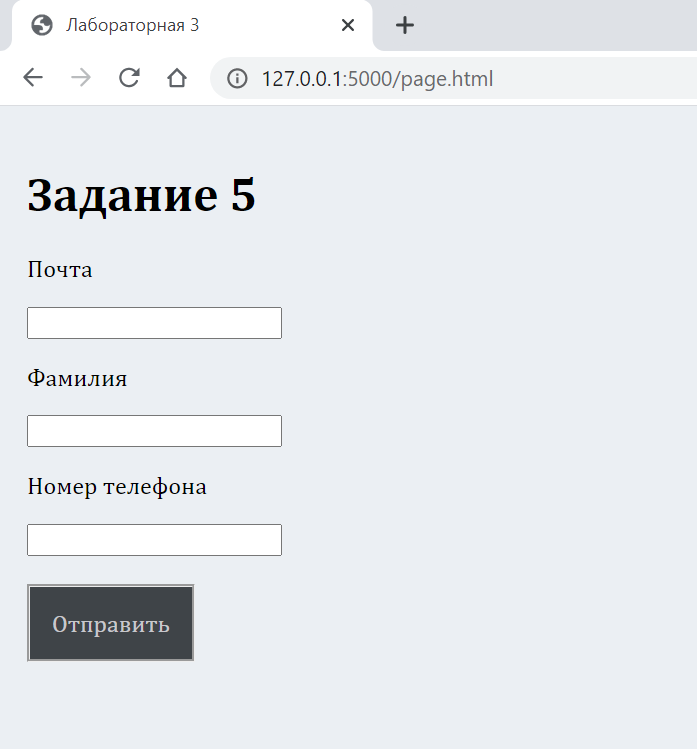 Лабораторная 3
127.0.0.1:5000/page.html
Задание 5
Почта
Фамилия
Номер телефона
Отправить